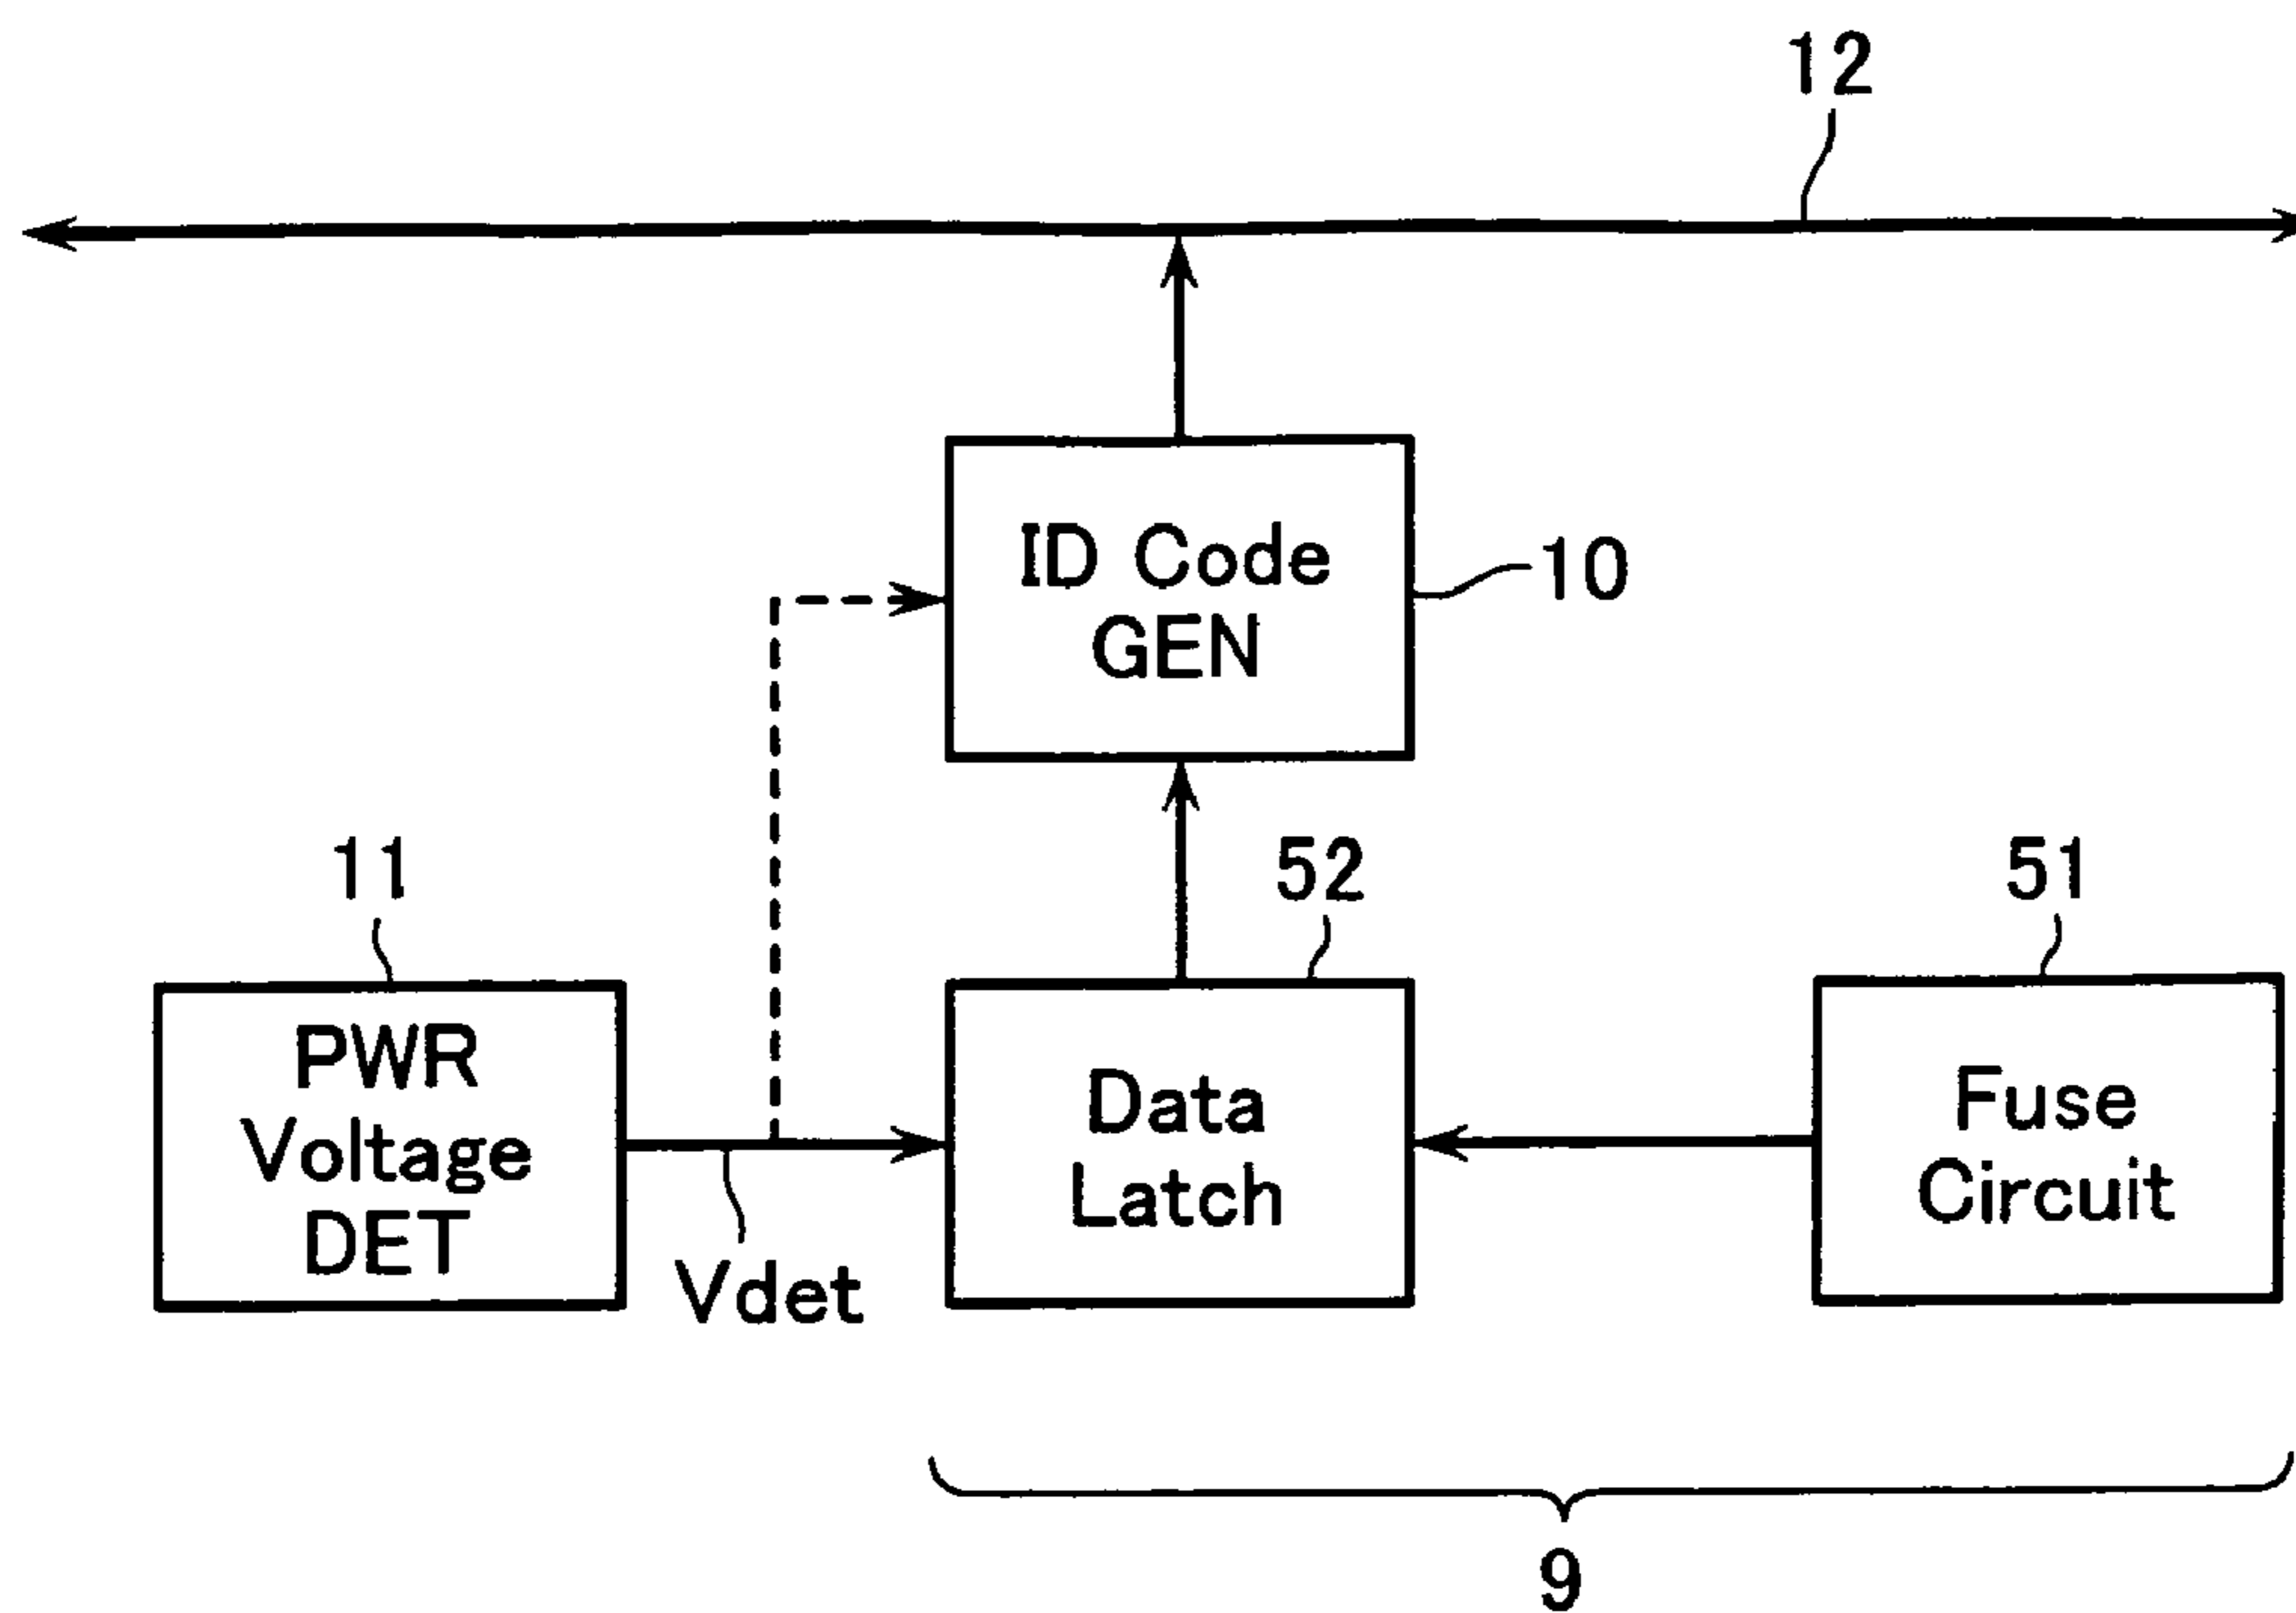 12
ID Code
GEN
10
11
52
51
PWR
Voltage
DET
Vdet
Data
Latch
Fuse
Circuit
9